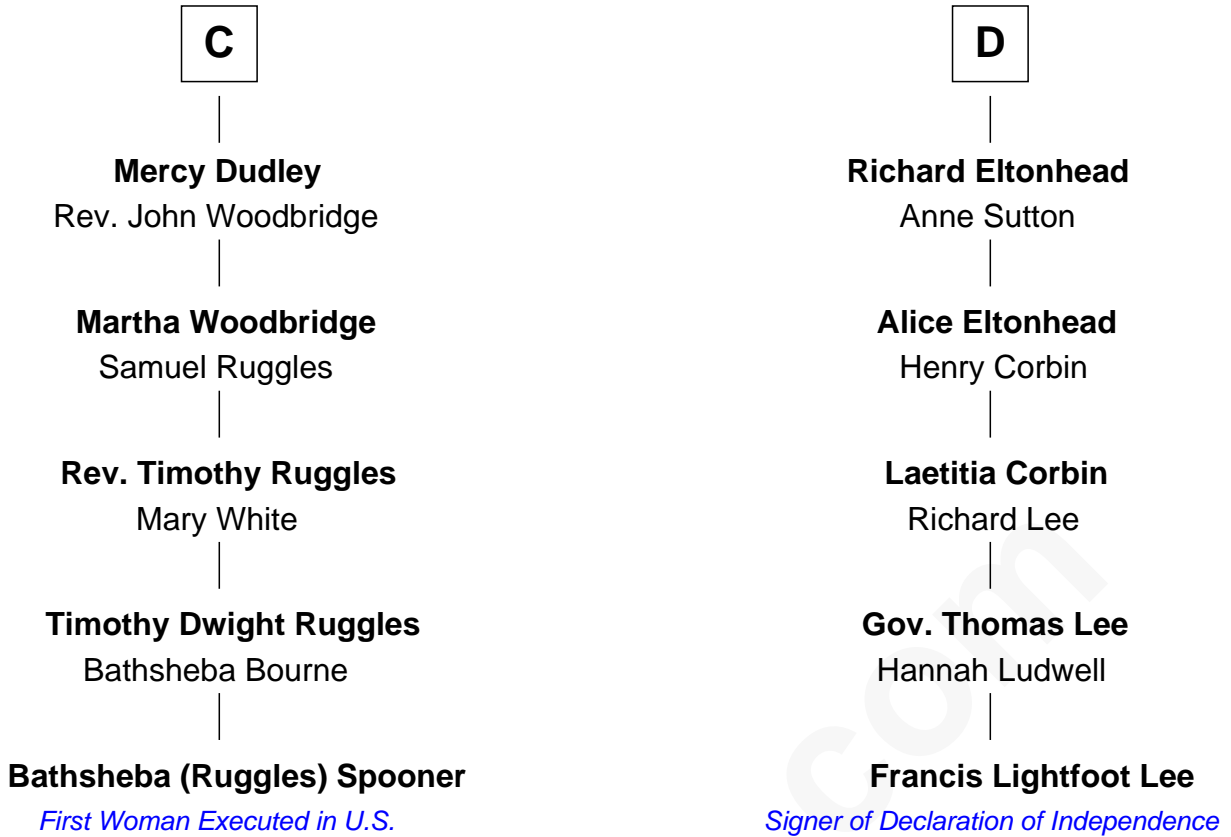 C
Mercy Dudley
Rev. John Woodbridge
Martha Woodbridge
Samuel Ruggles
Rev. Timothy Ruggles
Mary White
Timothy Dwight Ruggles
Bathsheba Bourne
Bathsheba (Ruggles) Spooner
First Woman Executed in U.S.
D
Richard Eltonhead
Anne Sutton
Alice Eltonhead
Henry Corbin
Laetitia Corbin
Richard Lee
Gov. Thomas Lee
Hannah Ludwell
Francis Lightfoot Lee
Signer of Declaration of Independence
com